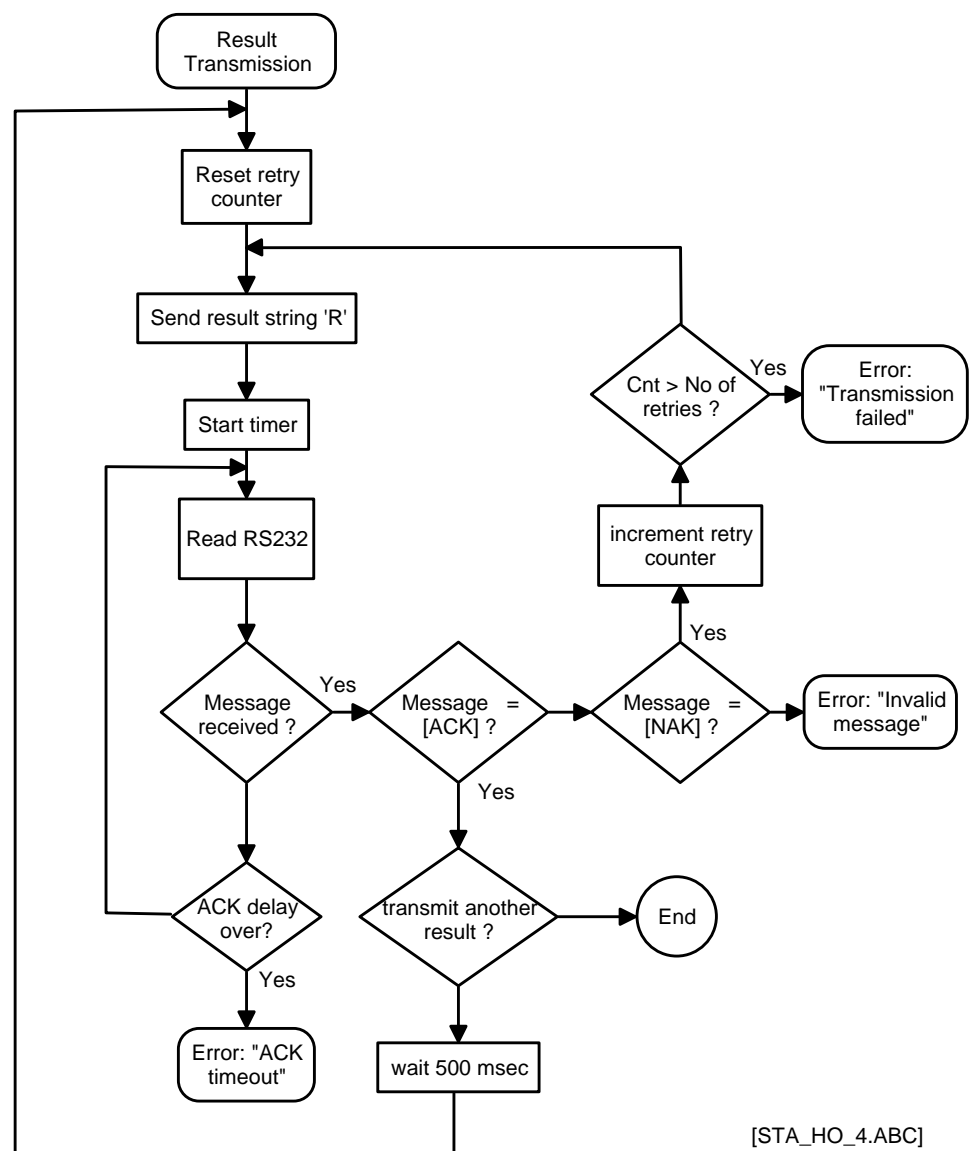 Result
Transmission
Reset retry
counter
Send result string 'R'
Start timer
Read RS232
Message
received ?
Yes
Message =
[ACK] ?
Message =
[NAK] ?
Error: "Invalid
message"
Yes
increment retry
counter
Cnt > No of
retries ?
Yes
Error:
"Transmission
failed"
Yes
ACK delay
over?
Yes
Error: "ACK
timeout"
transmit another
result ?
End
wait 500 msec
[STA_HO_4.ABC]